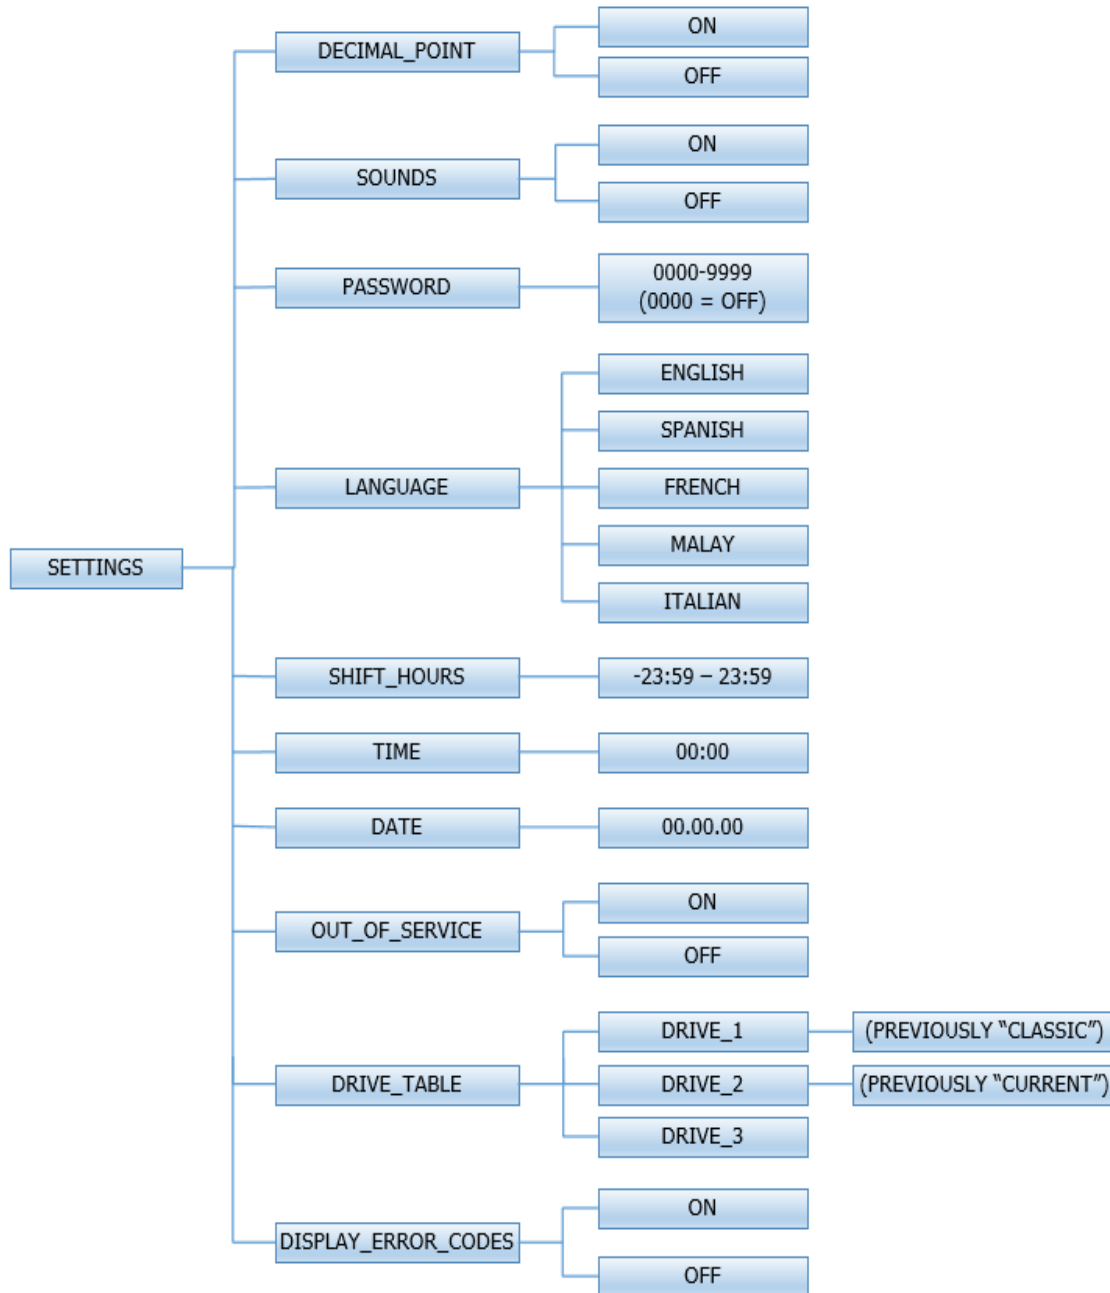 SETTINGS
DECIMAL_POINT
ON
OFF
SOUNDS
ON
OFF
PASSWORD
0000-9999
(0000 = OFF)
LANGUAGE
ENGLISH
SPANISH
FRENCH
MALAY
ITALIAN
SHIFT_HOURS
-23:59 – 23:59
TIME
00:00
DATE
00.00.00
OUT_OF_SERVICE
ON
OFF
DRIVE_TABLE
DRIVE_1
(PREVIOUSLY “CLASSIC”)
DRIVE_2
(PREVIOUSLY “CURRENT”)
DRIVE_3
DISPLAY_ERROR_CODES
ON
OFF